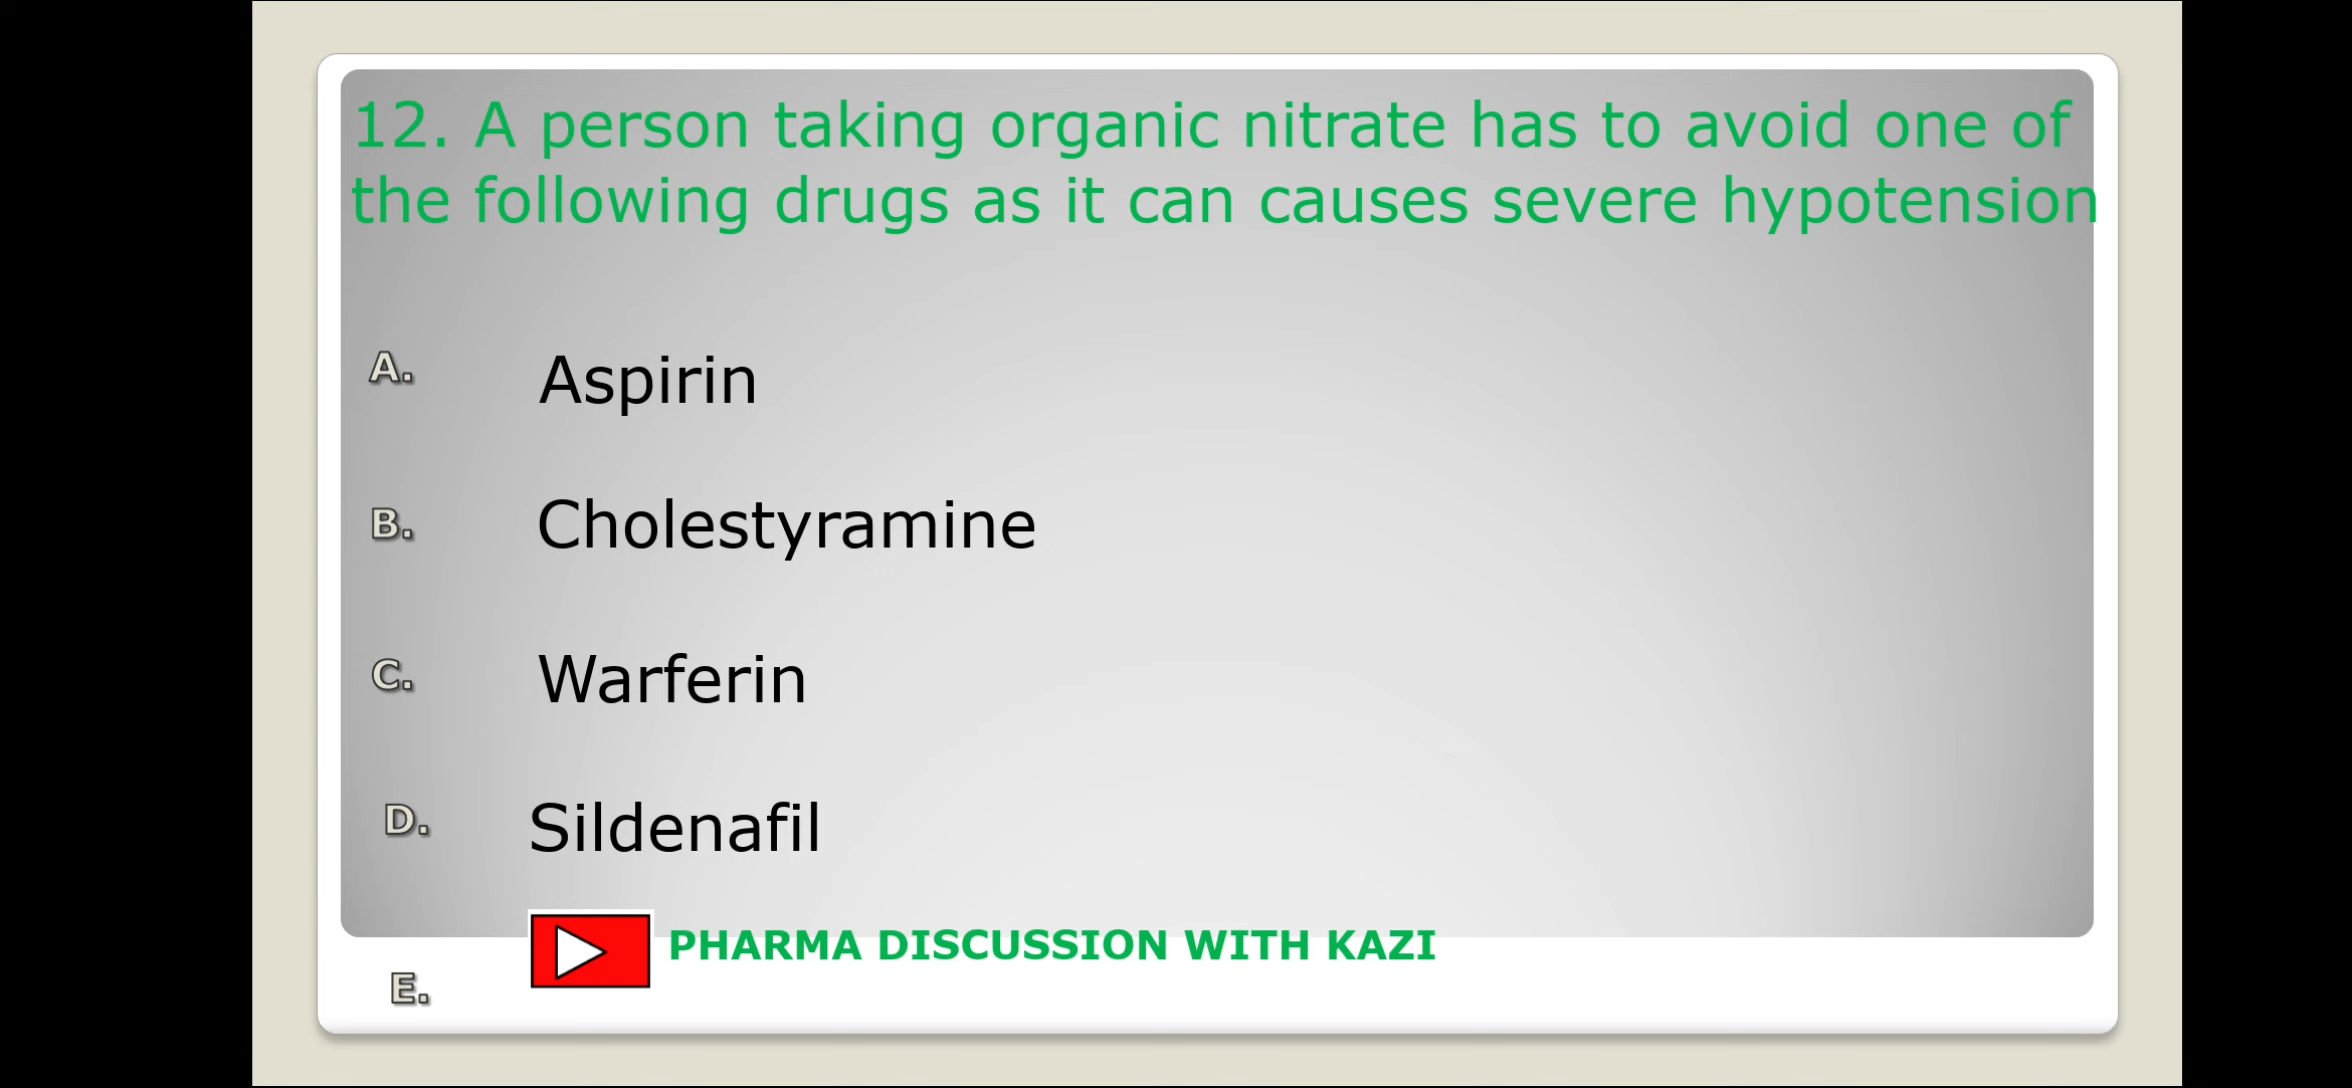 12. A person taking organic nitrate has to avoid one of
the following drugs as it can causes severe hypotension
A. Aspirin
B. Cholestyramine
C. Warferin
D. Sildenafil
PHARMA DISCUSSION WITH KAZI
E.